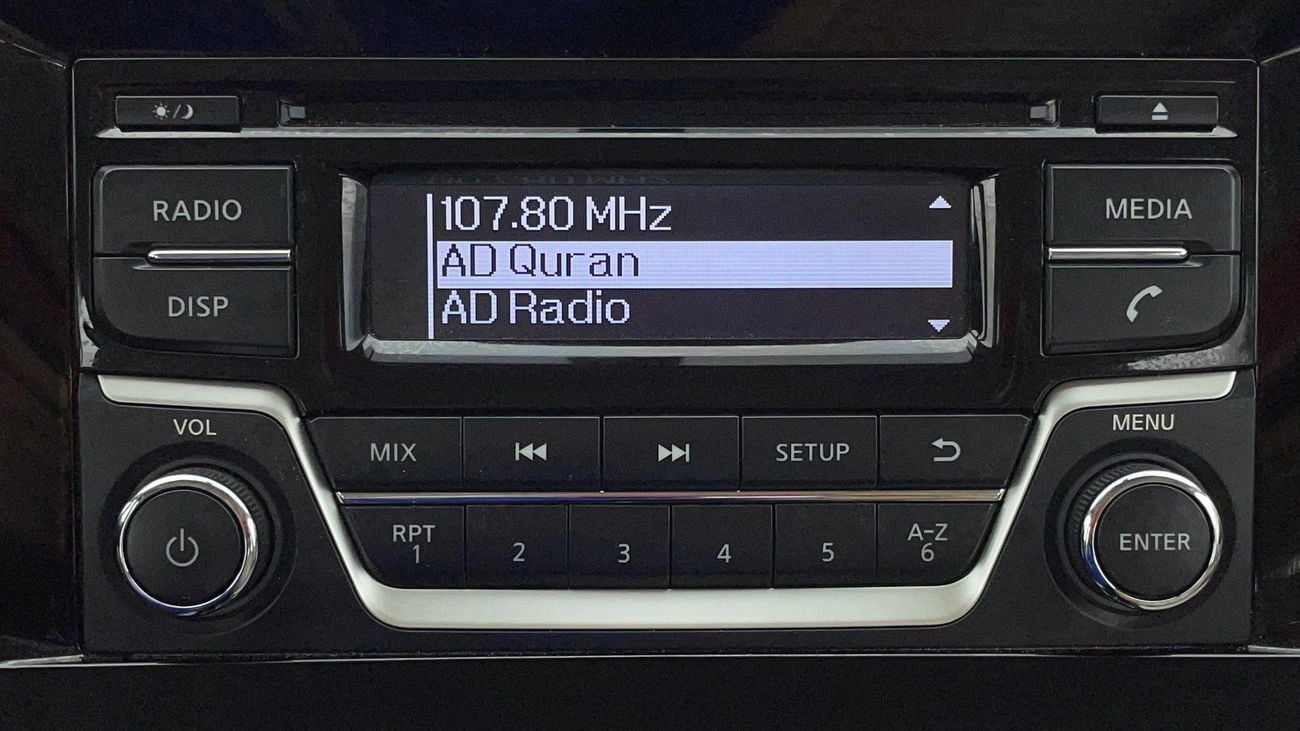 RADIO
DISP
107.80 MHz
AD Quran
AD Radio
MEDIA
VOL
MENU
MIX
SETUP
RPT
1
2
3
4
5
A-Z
6
ENTER